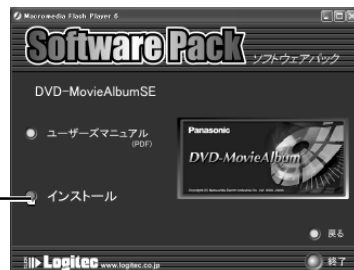 Macromedia Flash Player 6
Software Pack
ソフトウェアパック
DVD-MovieAlbumSE
ユーザーズマニュアル
(PDF)
インストール
Panasonic
DVD-MovieAlbum
戻る
Logitec www.logitec.co.jp
終了